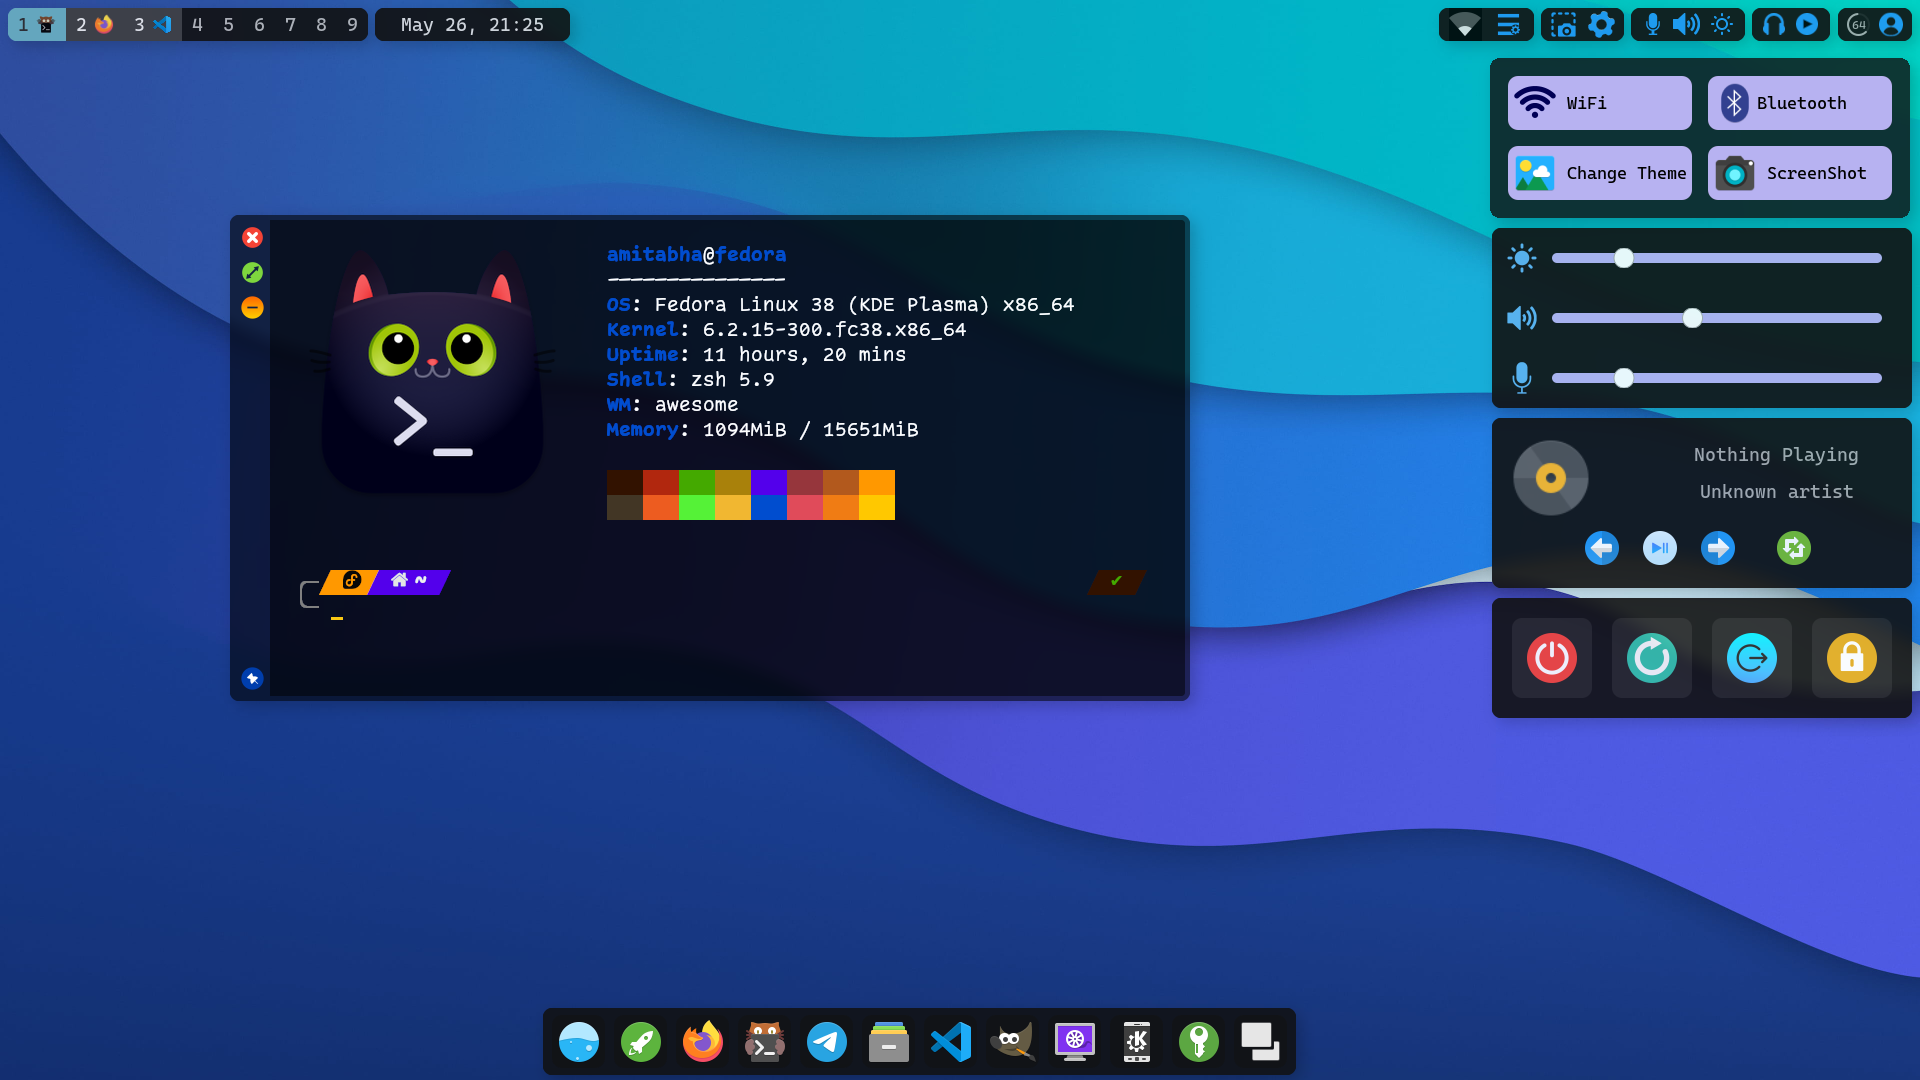 1 2 3 4 5 6 7 8 9
May 26, 21:25
64
WiFi
Bluetooth
Change Theme
ScreenShot
amitabha@fedora
---------------
OS: Fedora Linux 38 (KDE Plasma) x86_64
Kernel: 6.2.15-300.fc38.x86_64
Uptime: 11 hours, 20 mins
Shell: zsh 5.9
WM: awesome
Memory: 1094MiB / 15651MiB
~
Nothing Playing
Unknown artist